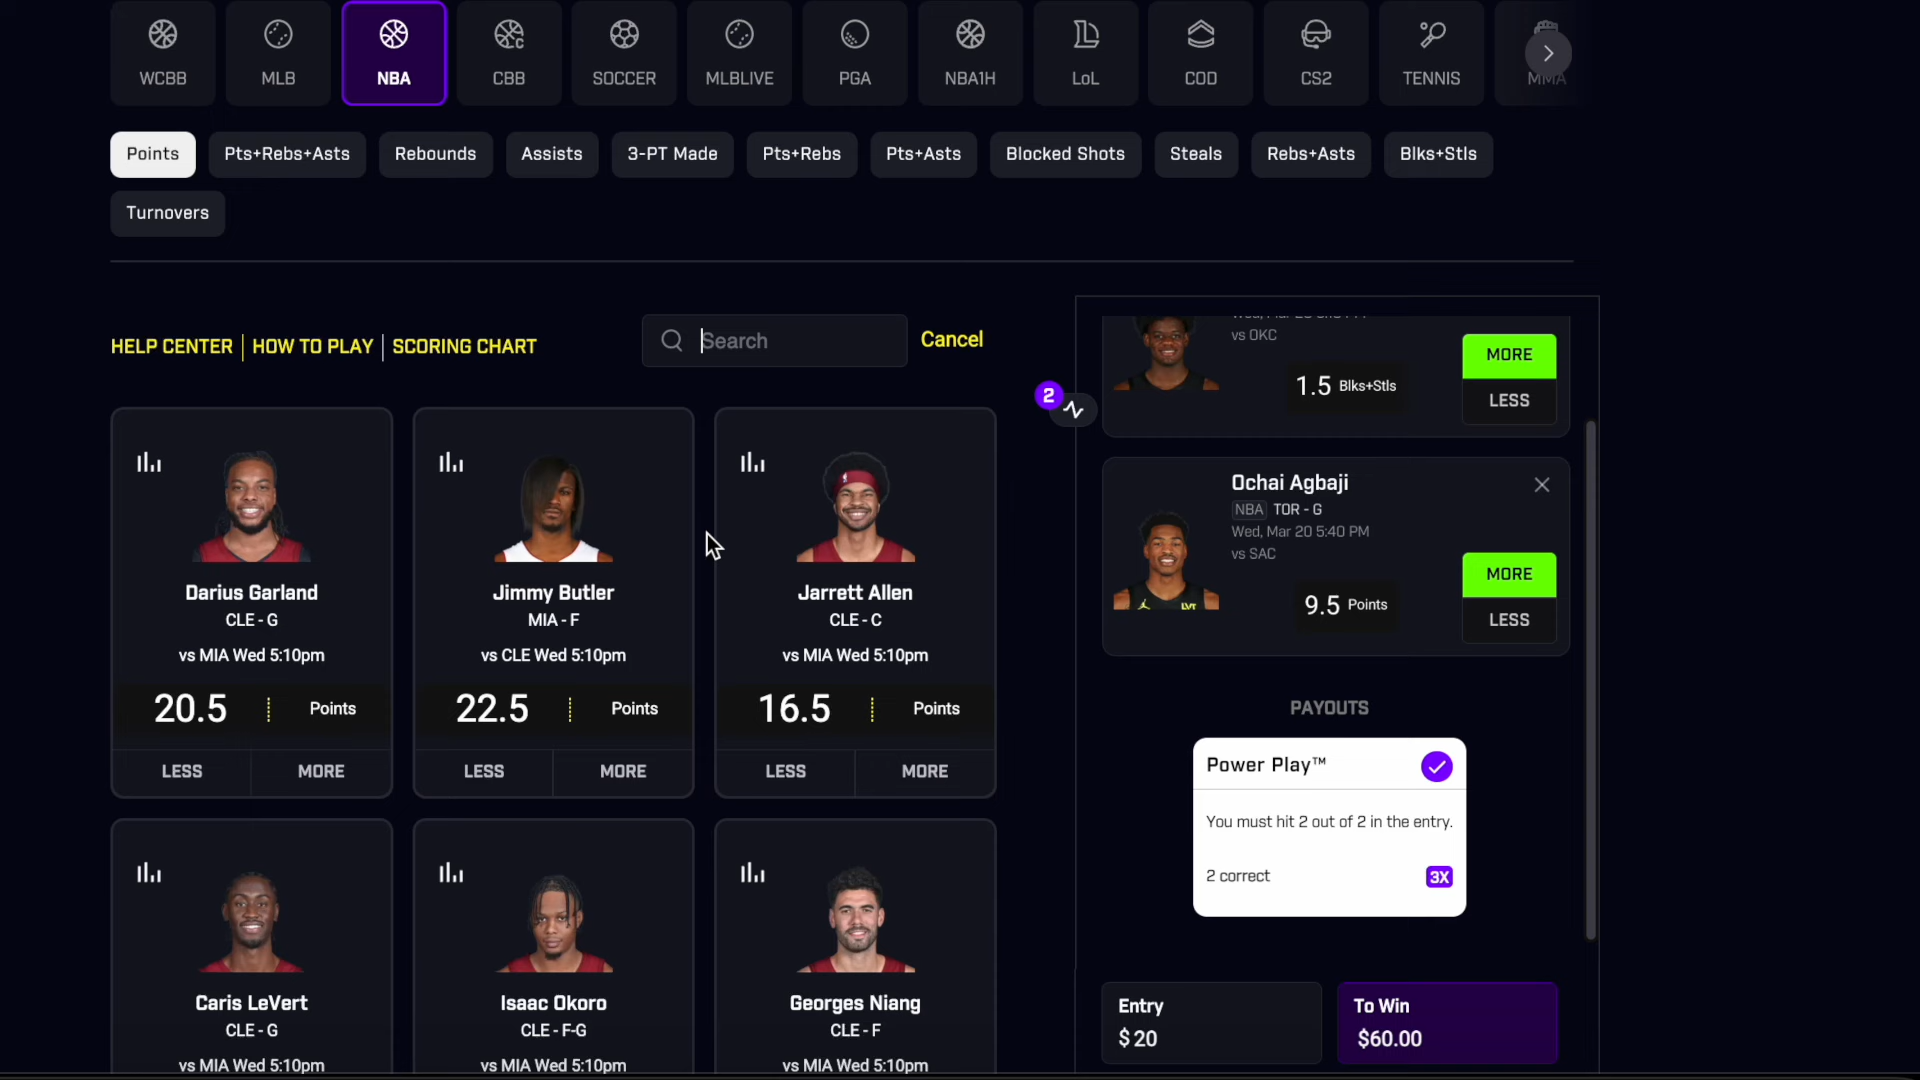 WCBB
MLB
NBA
CBB
SOCCER
MLBLIVE
PGA
NBA1H
LoL
COD
CS2
TENNIS
MMA
Points
Pts+Rebs+Asts
Rebounds
Assists
3-PT Made
Pts+Rebs
Pts+Asts
Blocked Shots
Steals
Rebs+Asts
Blks+Stls
Turnovers
HELP CENTER
HOW TO PLAY
SCORING CHART
Search
Cancel
Darius Garland
CLE - G
vs MIA Wed 5:10pm
20.5 Points
LESS MORE
Jimmy Butler
MIA - F
vs CLE Wed 5:10pm
22.5 Points
LESS MORE
Jarrett Allen
CLE - C
vs MIA Wed 5:10pm
16.5 Points
LESS MORE
Caris LeVert
CLE - G
vs MIA Wed 5:10pm
Isaac Okoro
CLE - F-G
vs MIA Wed 5:10pm
Georges Niang
CLE - F
vs MIA Wed 5:10pm
2
vs OKC
1.5 Blks+Stls
MORE
LESS
Ochai Agbaji
NBA TOR - G
Wed, Mar 20 5:40 PM
vs SAC
9.5 Points
MORE
LESS
PAYOUTS
Power Play™
You must hit 2 out of 2 in the entry.
2 correct 3X
Entry
$ 20
To Win
$60.00